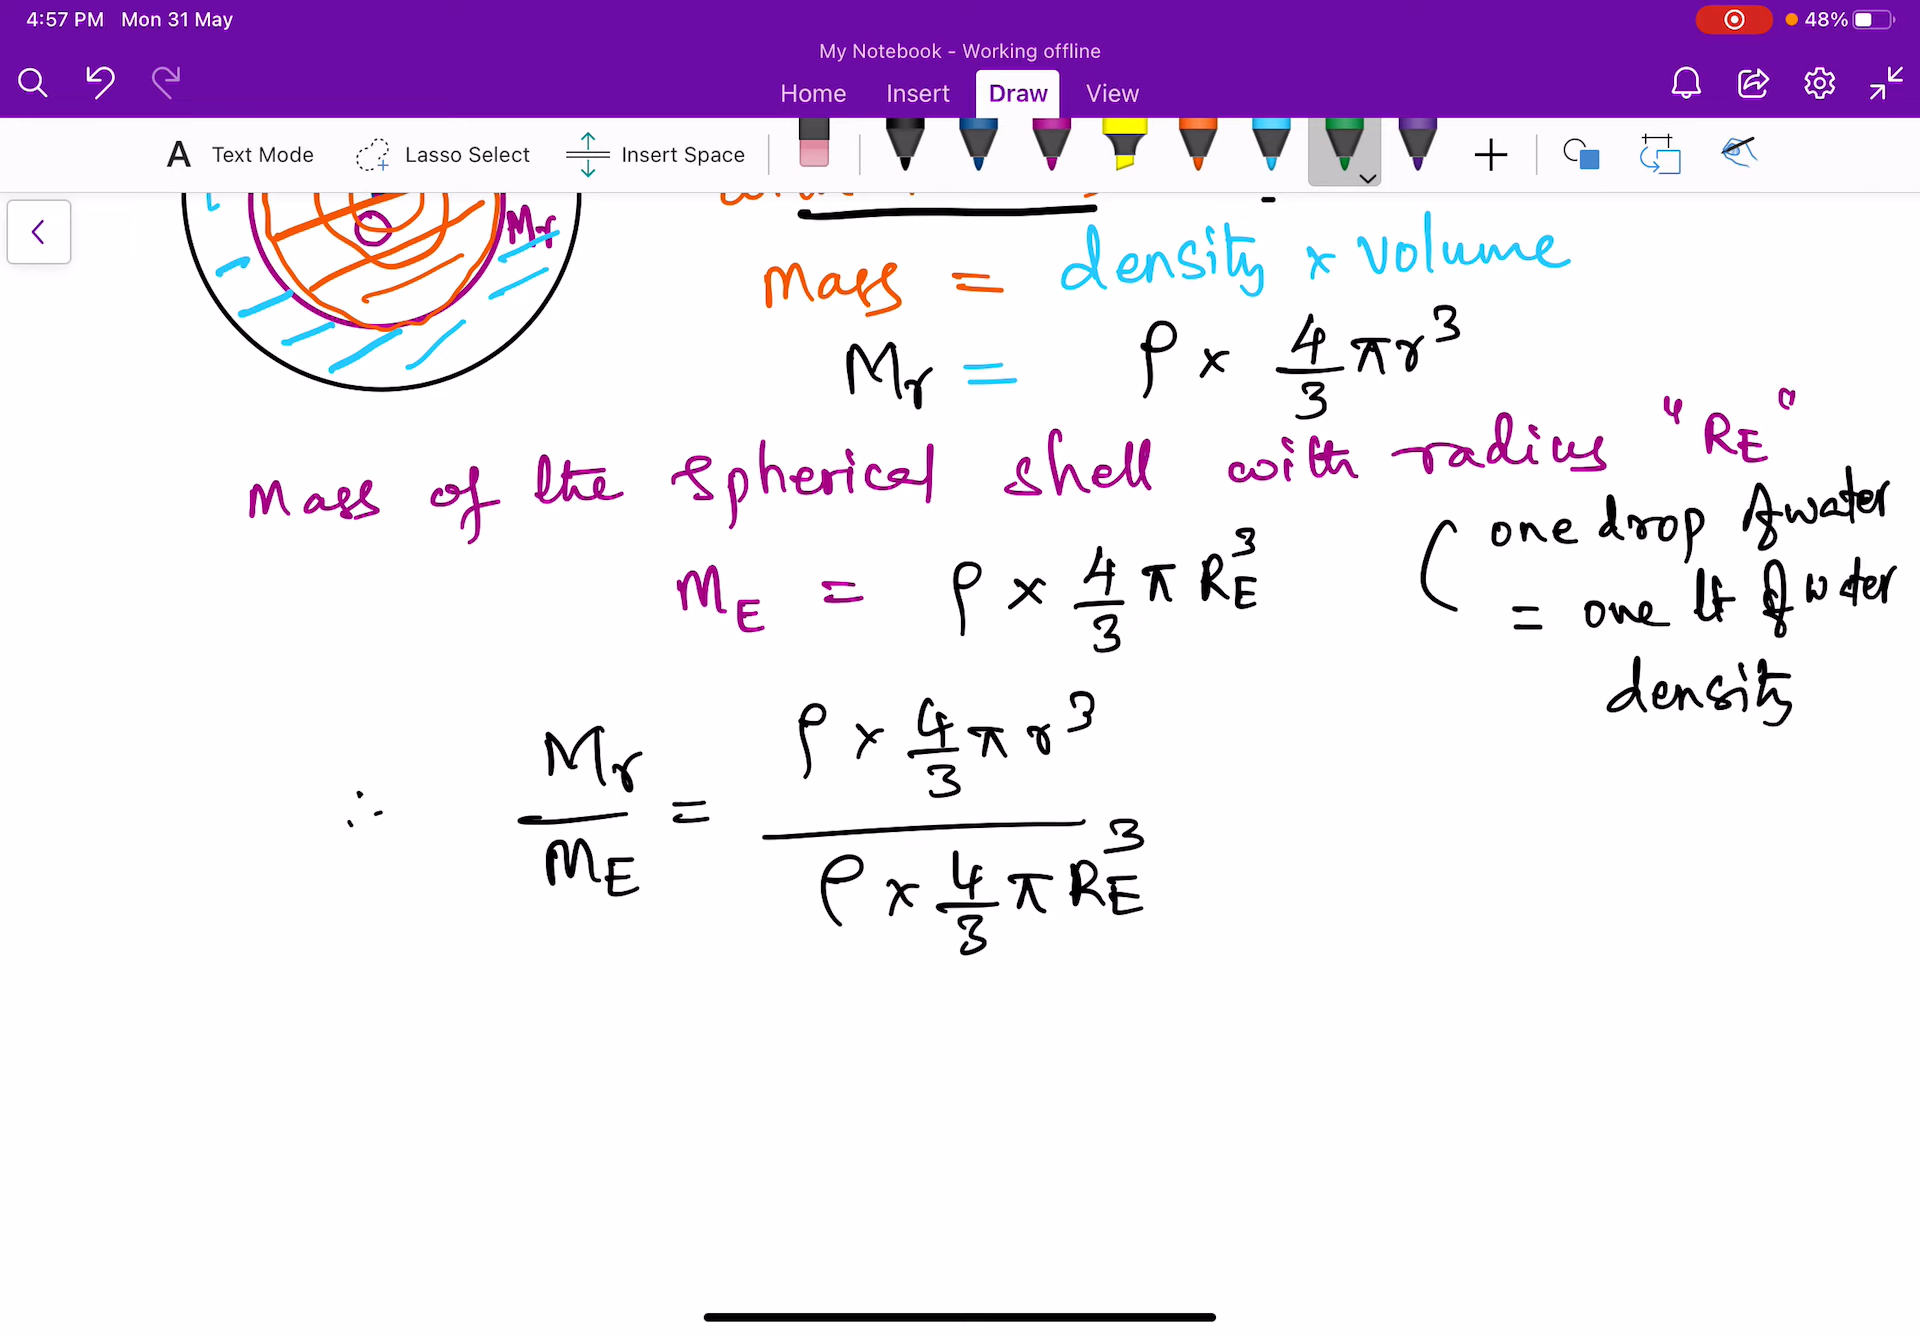 4:57 PM Mon 31 May
48%
My Notebook - Working offline
Home Insert Draw View
A Text Mode Lasso Select Insert Space
Mr
Mass = density × volume
Mr = ρ × 4/3 πr³
Mass of the Spherical shell with radius "RE"
ME = ρ × 4/3 π RE³
( one drop of water
= one lt of water
density
∴ Mr/ME = ρ × 4/3 π r³ / ρ × 4/3 π RE³